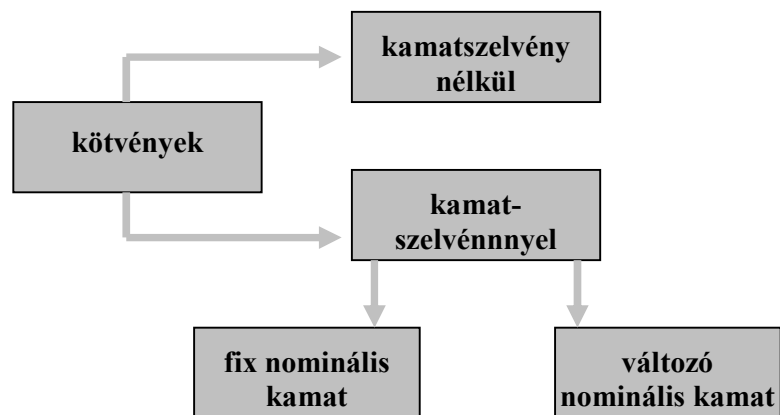 kamatszelvény
nélkül
kötvények
kamat-
szelvénnnyel
fix nominális
kamat
változó
nominális kamat